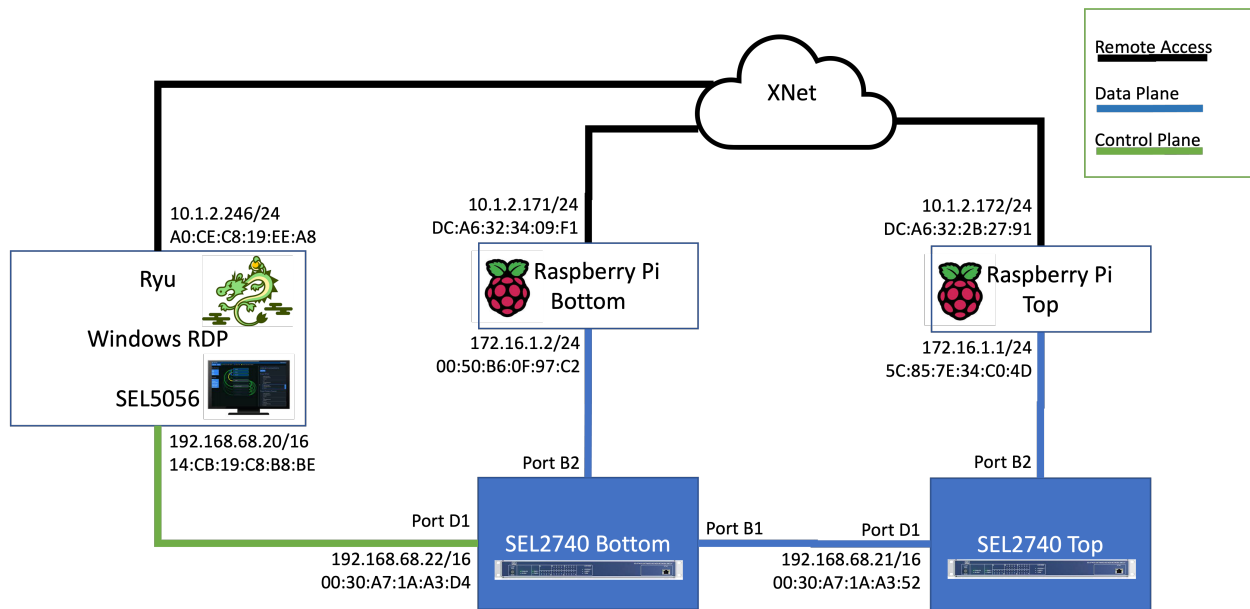 Remote Access
Data Plane
Control Plane
XNet
10.1.2.246/24
A0:CE:C8:19:EE:A8
10.1.2.171/24
DC:A6:32:34:09:F1
10.1.2.172/24
DC:A6:32:2B:27:91
Ryu
Windows RDP
SEL5056
Raspberry Pi
Bottom
Raspberry Pi
Top
172.16.1.2/24
00:50:B6:0F:97:C2
172.16.1.1/24
5C:85:7E:34:C0:4D
192.168.68.20/16
14:CB:19:C8:B8:BE
Port B2
Port B2
Port D1
SEL2740 Bottom
Port B1
Port D1
SEL2740 Top
192.168.68.22/16
00:30:A7:1A:A3:D4
192.168.68.21/16
00:30:A7:1A:A3:52